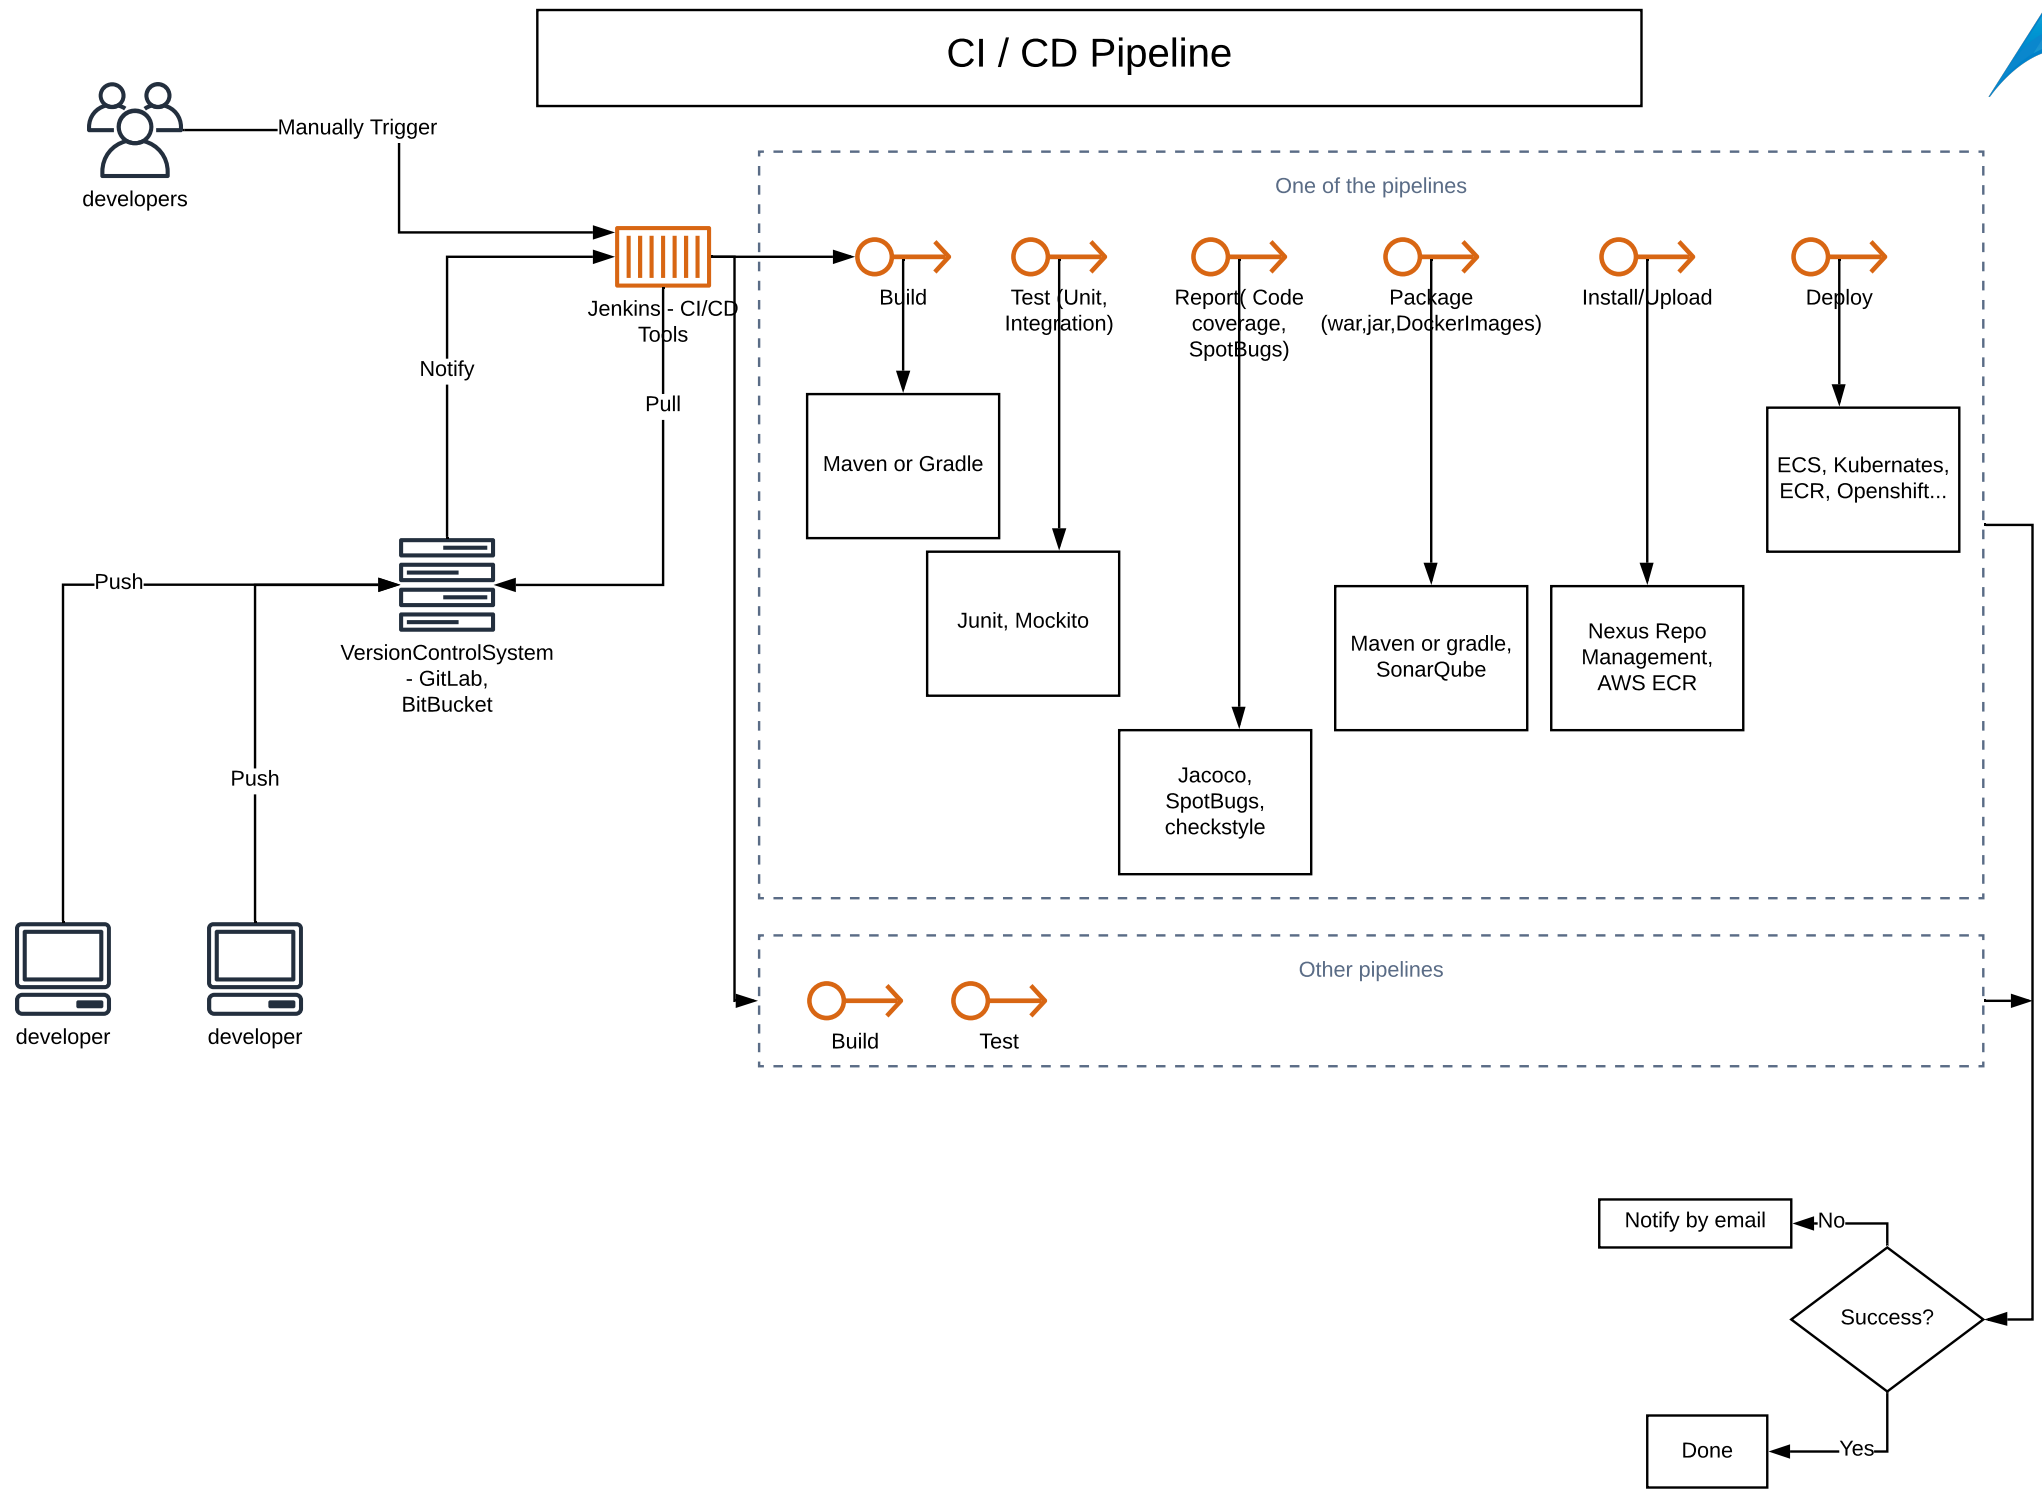 CI / CD Pipeline
Manually Trigger
developers
One of the pipelines
Jenkins - CI/CD
Tools
Build
Test (Unit,
Integration)
Report( Code
coverage,
SpotBugs)
Package
(war,jar,DockerImages)
Install/Upload
Deploy
Notify
Pull
Maven or Gradle
ECS, Kubernates,
ECR, Openshift...
Junit, Mockito
Maven or gradle,
SonarQube
Nexus Repo
Management,
AWS ECR
Jacoco,
SpotBugs,
checkstyle
Push
VersionControlSystem
- GitLab,
BitBucket
Push
developer
developer
Other pipelines
Build
Test
Notify by email
No
Success?
Yes
Done